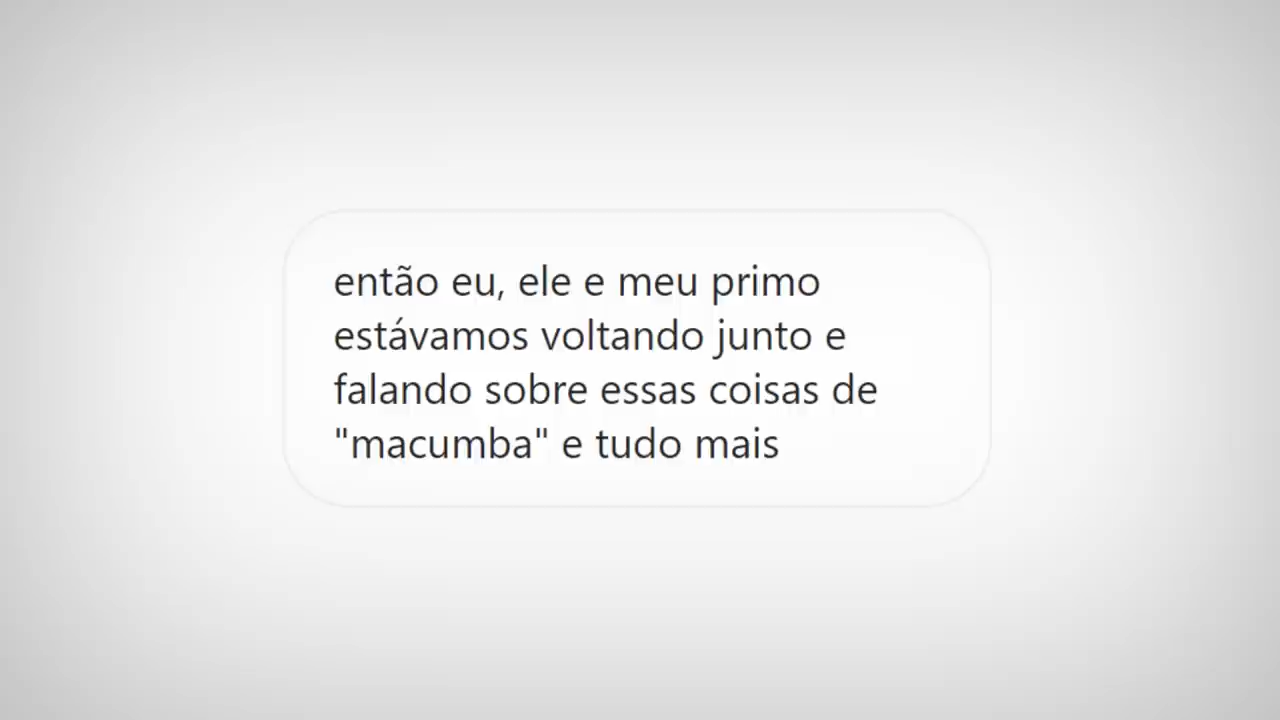 então eu, ele e meu primo
estávamos voltando junto e
falando sobre essas coisas de
"macumba" e tudo mais